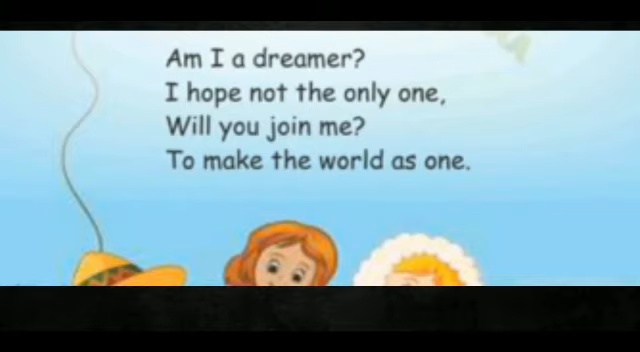 Am I a dreamer?
I hope not the only one,
Will you join me?
To make the world as one.